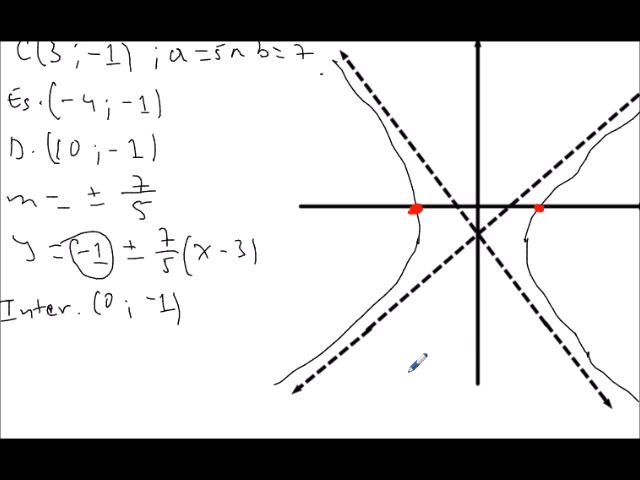 C(3 ; -1) ; a = 5 ∧ b = 7
Es. (-4 ; -1)
D. (10 ; -1)
m = ± 7/5
y = -1 ± 7/5 (x - 3)
Inter. (0 ; -1)